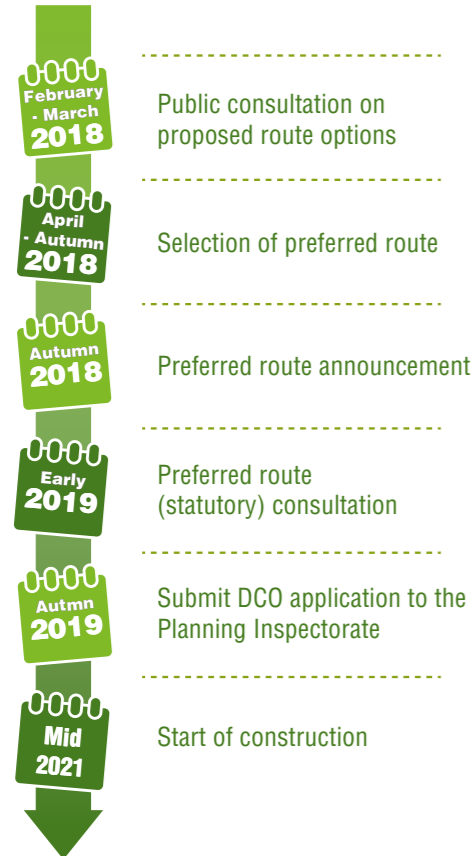 February
- March
2018
Public consultation on
proposed route options
April
- Autumn
2018
Selection of preferred route
Autumn
2018
Preferred route announcement
Early
2019
Preferred route
(statutory) consultation
Autmn
2019
Submit DCO application to the
Planning Inspectorate
Mid
2021
Start of construction